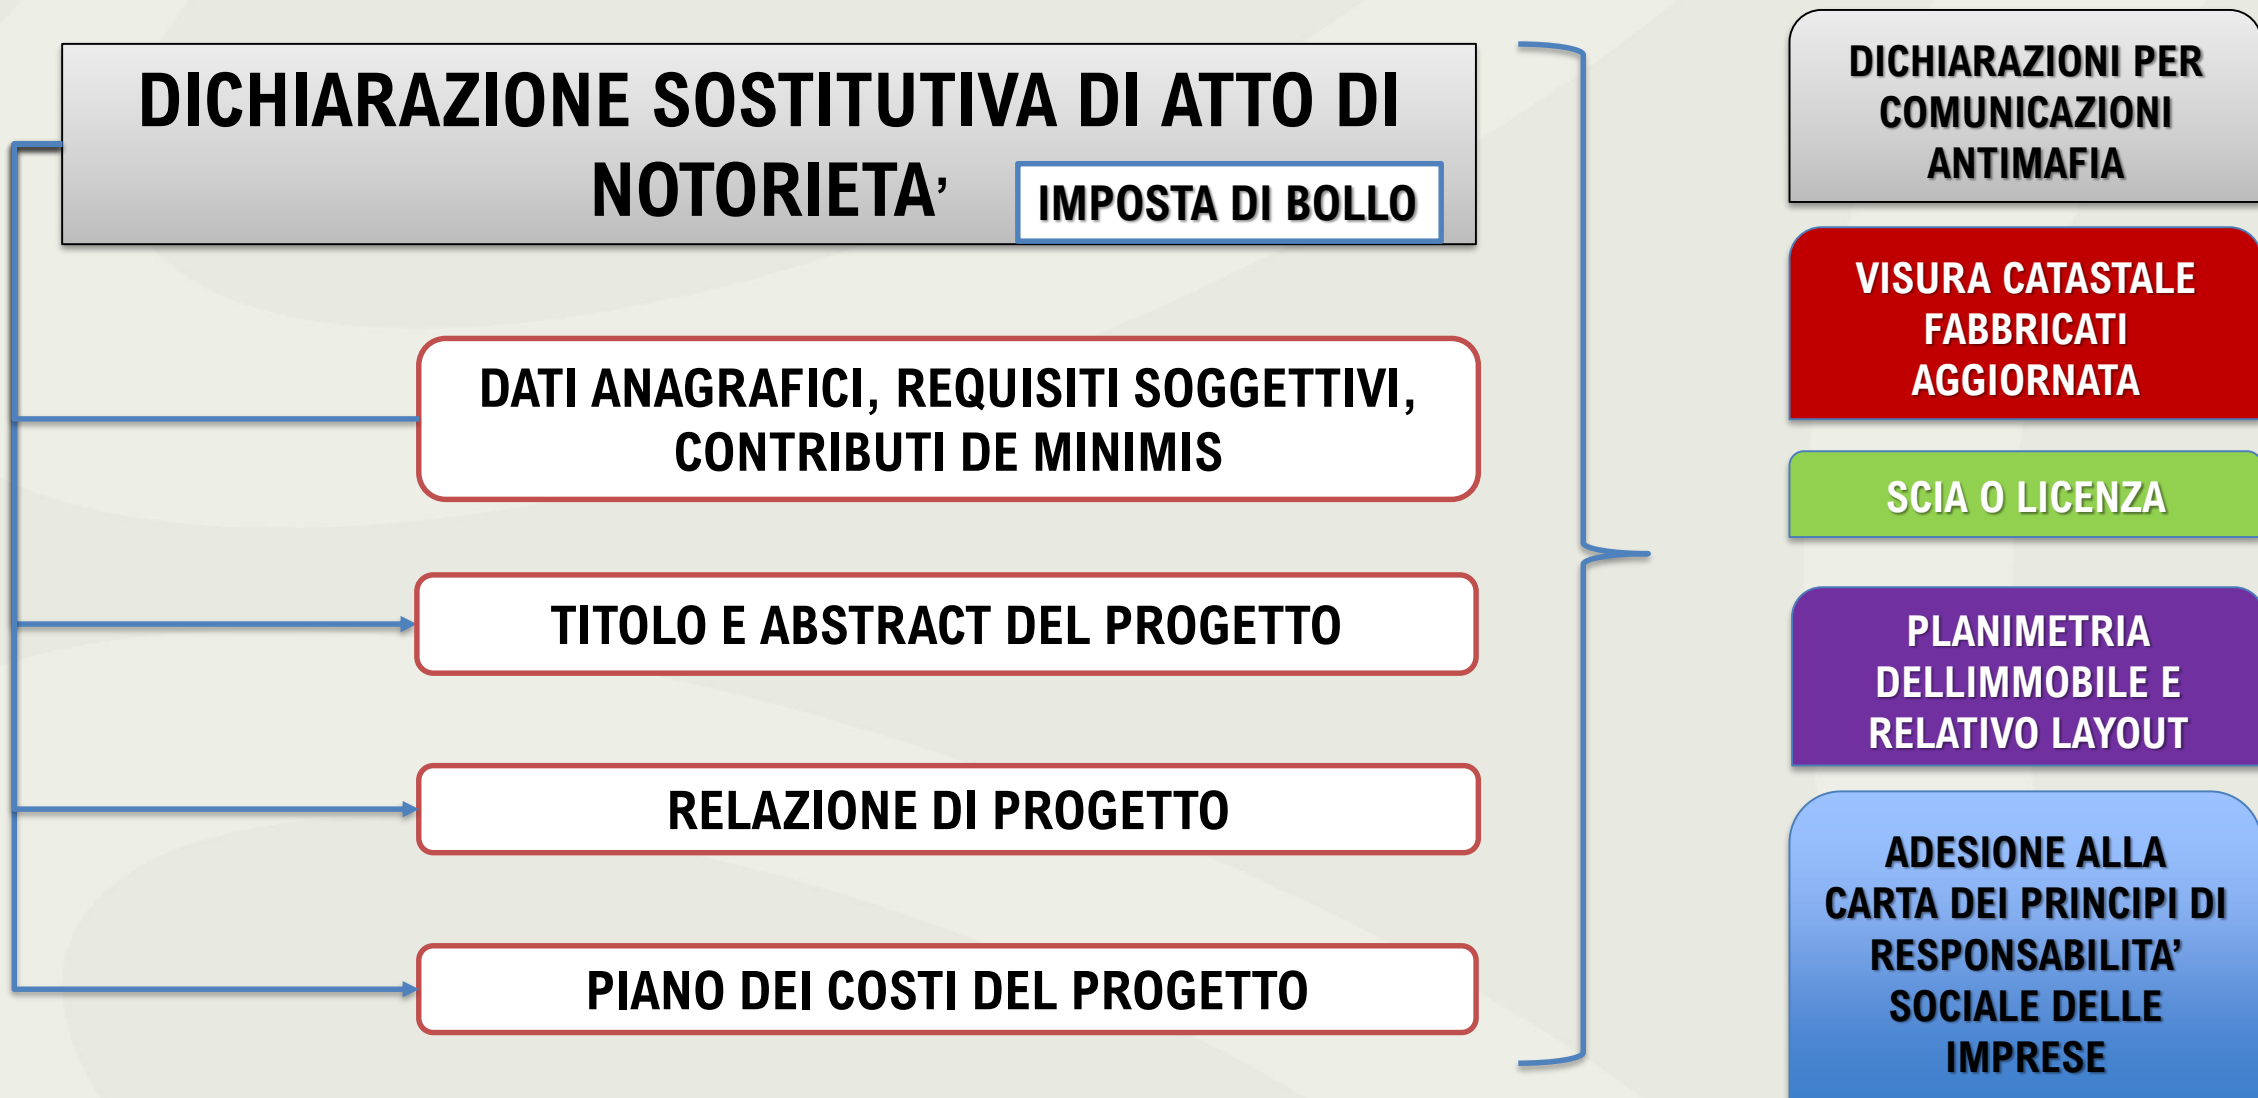 DICHIARAZIONE SOSTITUTIVA DI ATTO DI
NOTORIETA’
IMPOSTA DI BOLLO
DATI ANAGRAFICI, REQUISITI SOGGETTIVI,
CONTRIBUTI DE MINIMIS
TITOLO E ABSTRACT DEL PROGETTO
RELAZIONE DI PROGETTO
PIANO DEI COSTI DEL PROGETTO
DICHIARAZIONI PER
COMUNICAZIONI
ANTIMAFIA
VISURA CATASTALE
FABBRICATI
AGGIORNATA
SCIA O LICENZA
PLANIMETRIA
DELLIMMOBILE E
RELATIVO LAYOUT
ADESIONE ALLA
CARTA DEI PRINCIPI DI
RESPONSABILITA’
SOCIALE DELLE
IMPRESE